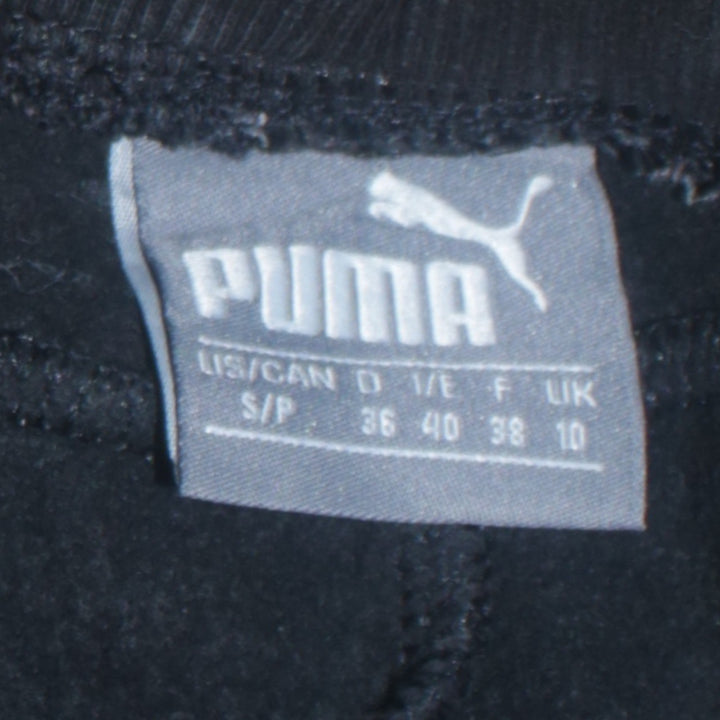 PUMA
US/CAN D I/E F UK
S/P 36 40 38 10